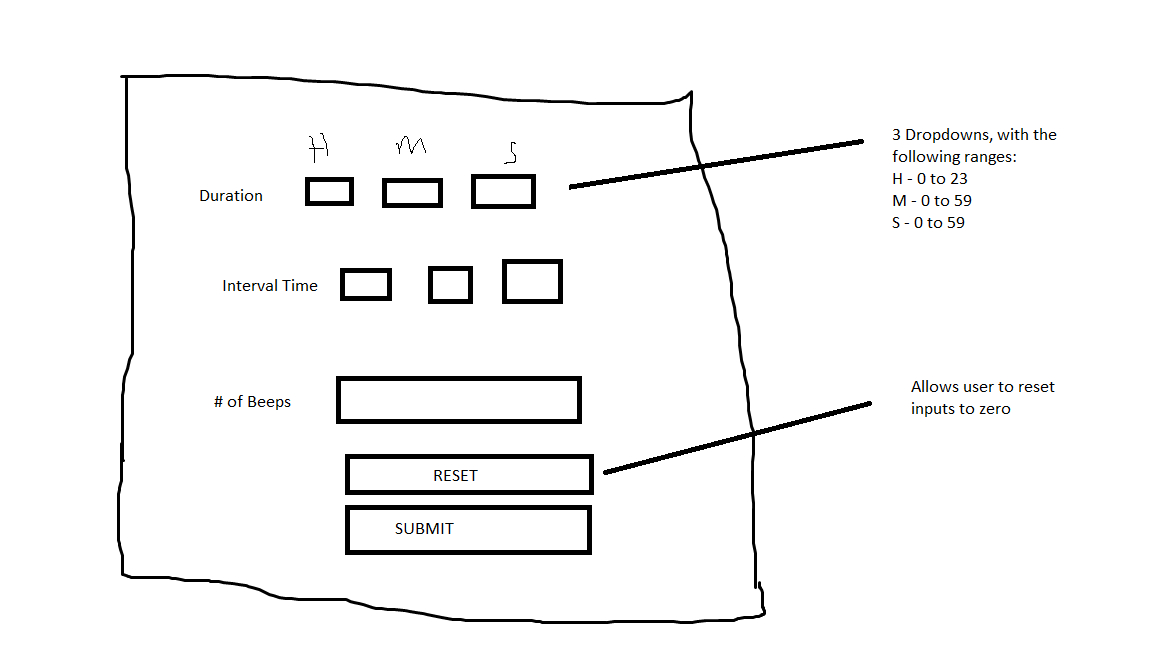 H M S
Duration
3 Dropdowns, with the
following ranges:
H - 0 to 23
M - 0 to 59
S - 0 to 59
Interval Time
# of Beeps
Allows user to reset
inputs to zero
RESET
SUBMIT